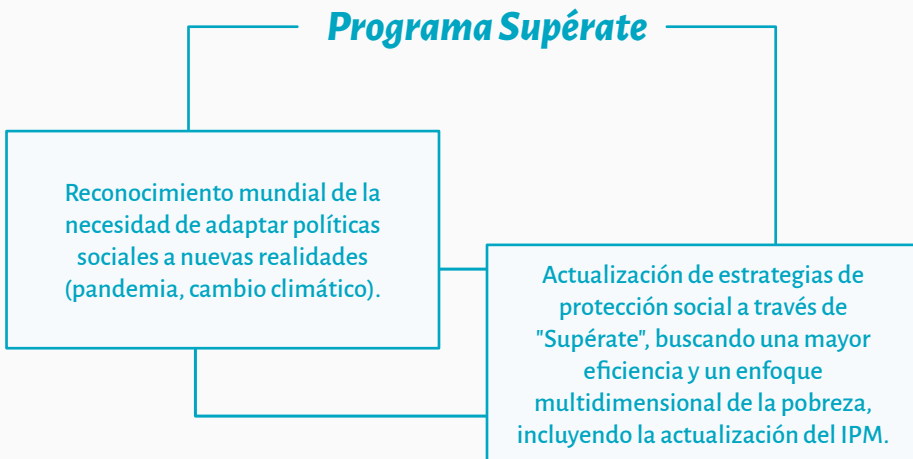 Programa Supérate
Reconocimiento mundial de la
necesidad de adaptar políticas
sociales a nuevas realidades
(pandemia, cambio climático).
Actualización de estrategias de
protección social a través de
"Supérate", buscando una mayor
eficiencia y un enfoque
multidimensional de la pobreza,
incluyendo la actualización del IPM.